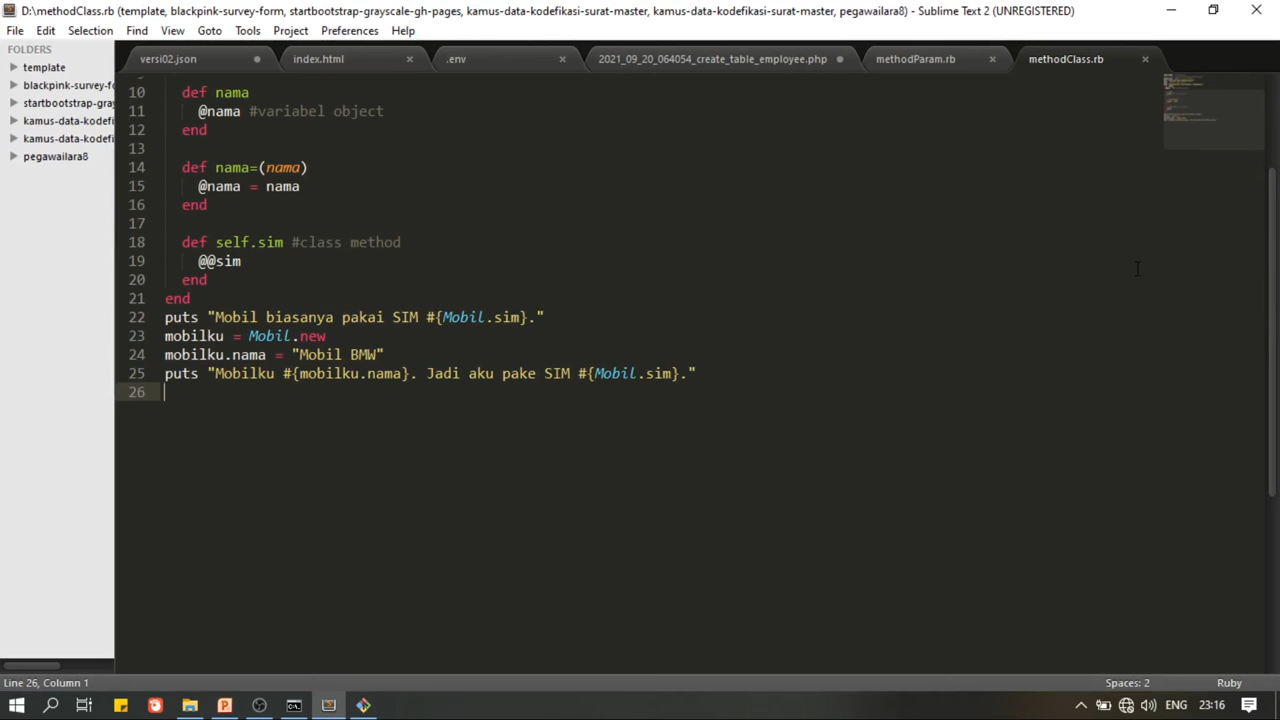 D:\methodClass.rb (template, blackpink-survey-form, startbootstrap-grayscale-gh-pages, kamus-data-kodefikasi-surat-master, kamus-data-kodefikasi-surat-master, pegawailara8) - Sublime Text 2 (UNREGISTERED)
File Edit Selection Find View Goto Tools Project Preferences Help
FOLDERS
template
blackpink-survey-for
startbootstrap-gray
kamus-data-kodefi
kamus-data-kodefi
pegawailara8
versi02.json index.html .env 2021_09_20_064054_create_table_employee.php methodParam.rb methodClass.rb
10 def nama
11 @nama #variabel object
12 end
13
14 def nama=(nama)
15 @nama = nama
16 end
17
18 def self.sim #class method
19 @@sim
20 end
21 end
22 puts "Mobil biasanya pakai SIM #{Mobil.sim}."
23 mobilku = Mobil.new
24 mobilku.nama = "Mobil BMW"
25 puts "Mobilku #{mobilku.nama}. Jadi aku pake SIM #{Mobil.sim}."
26
Line 26, Column 1 Spaces: 2 Ruby
ENG 23:16